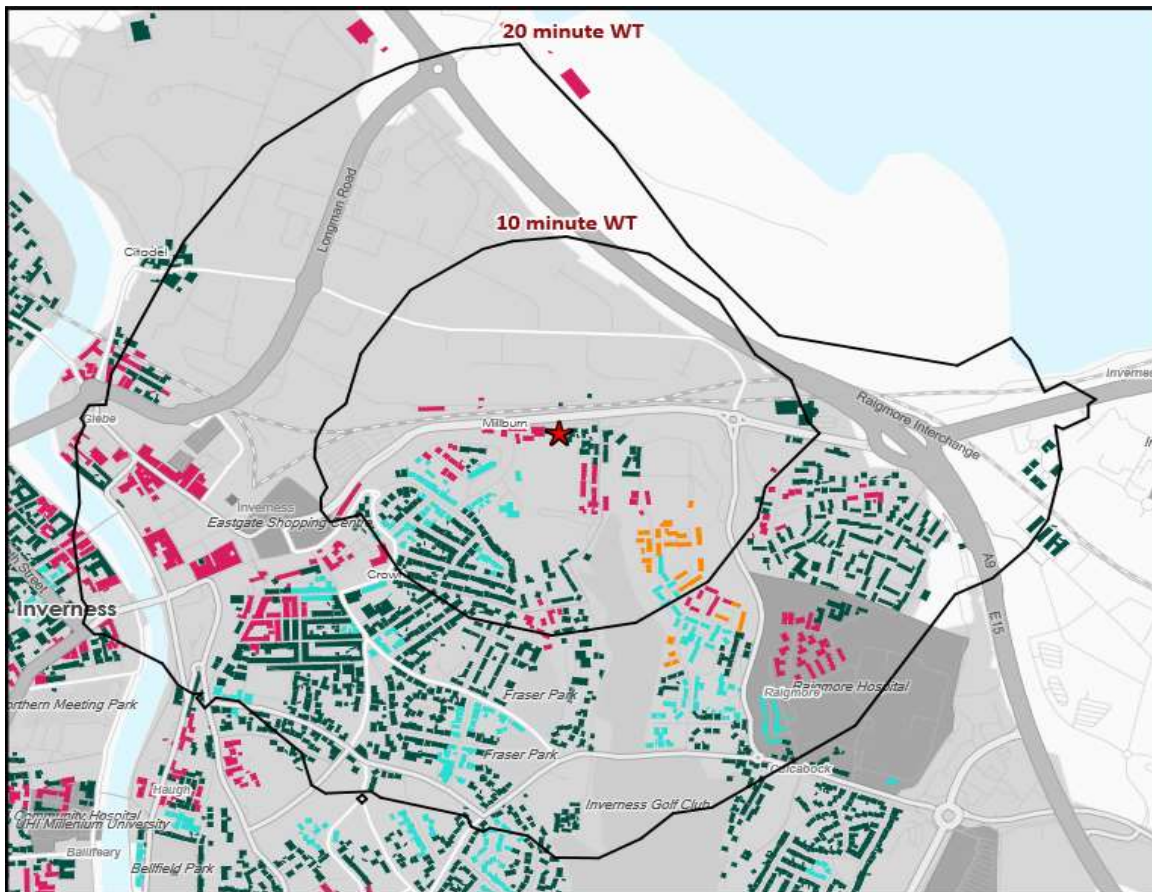 20 minute WT
10 minute WT
Longman Road
Citadel
Glebe
Millburn
Raigmore Interchange
Inverness
Eastgate Shopping Centre
Crown
A9
E15
Inverness
Fraser Park
Raigmore Hospital
Raigmore
Northern Meeting Park
Fraser Park
Culcabock
Haugh
Inverness Golf Club
Community Hospital
UHI Millenium University
Ballifeary
Bellfield Park